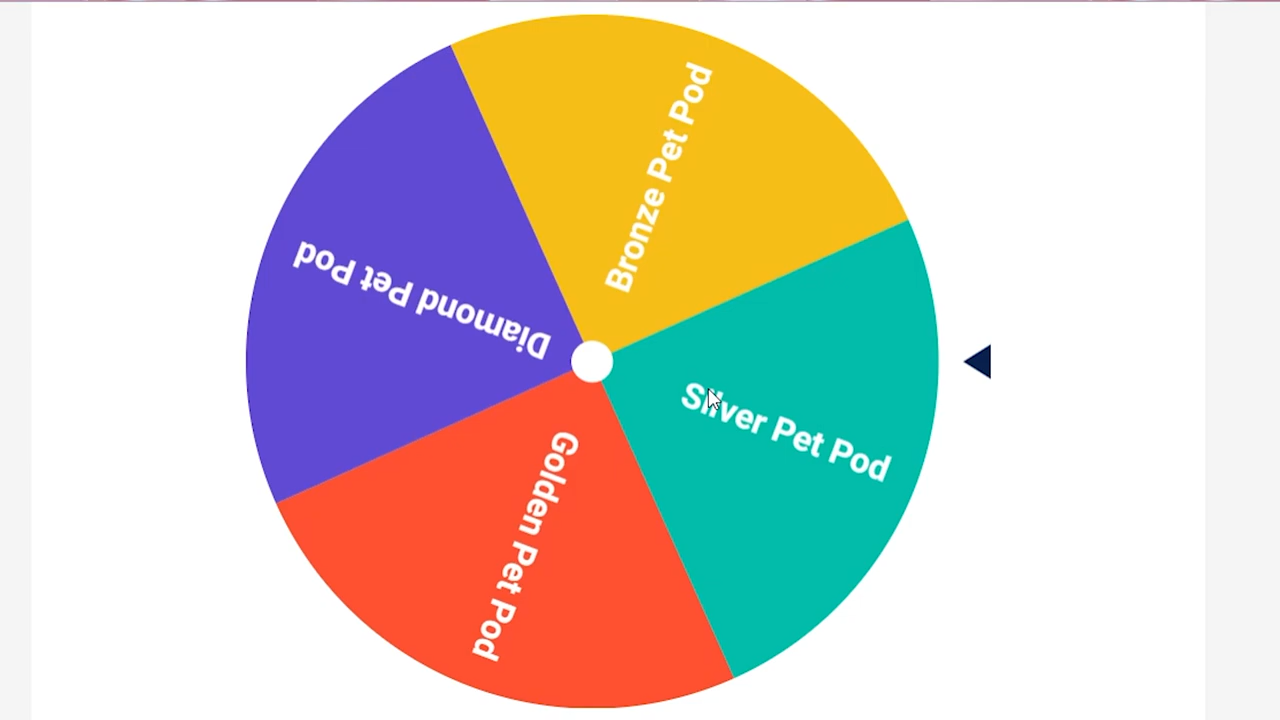 Bronze Pet Pod
Diamond Pet Pod
Silver Pet Pod
Golden Pet Pod